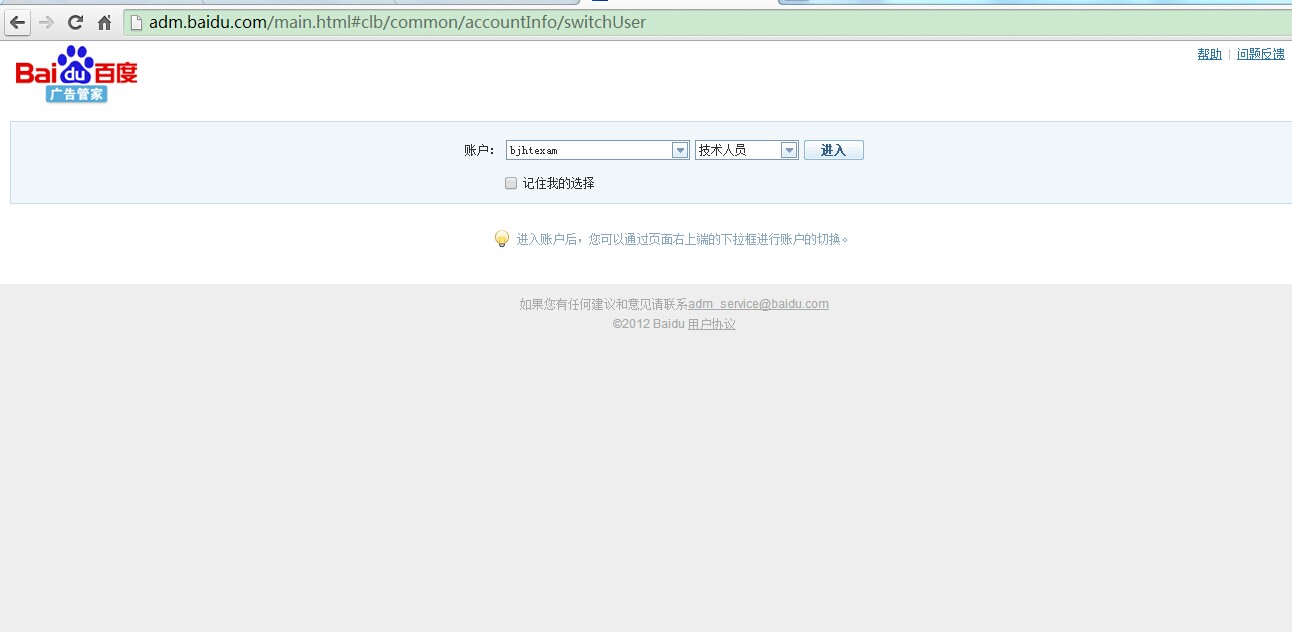 adm.baidu.com/main.html#clb/common/accountInfo/switchUser
帮助 | 问题反馈
Bai du 百度
广告管家
账户： bjhtexam 技术人员 进入
记住我的选择
进入账户后，您可以通过页面右上端的下拉框进行账户的切换。
如果您有任何建议和意见请联系adm_service@baidu.com
©2012 Baidu 用户协议